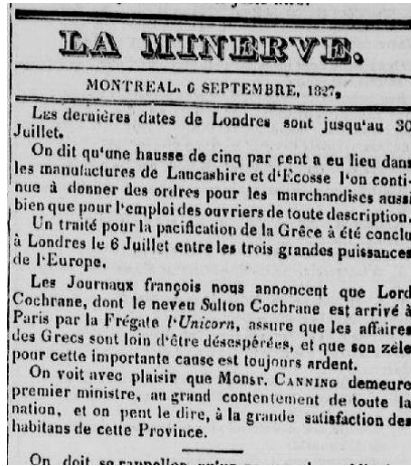 LA MINERVE.
MONTREAL, 6 SEPTEMBRE, 1827,
Les dernières dates de Londres sont jusqu'au 30
Juillet.
On dit qu'une hausse de cinq par cent a eu lieu dans
les manufactures de Lancashire et d'Ecosse l'on conti-
nue à donner des ordres pour les marchandises aussi
bien que pour l'emploi des ouvriers de toute description.
Un traité pour la pacification de la Grêce à été conclu
à Londres le 6 Juillet entre les trois grandes puissances
de l'Europe.
Les Journaux françois nous annoncent que Lord
Cochrane, dont le neveu Sulton Cochrane est arrivé à
Paris par la Frégate l'Unicorn, assure que les affaires
des Grecs sont loin d'être désespérées, et que son zèle
pour cette importante cause est toujours ardent.
On voit avec plaisir que Monsr. CANNING demeure
premier ministre, au grand contentement de toute la
nation, et on peut le dire, à la grande satisfaction des
habitans de cette Province.
On doit se rappeller